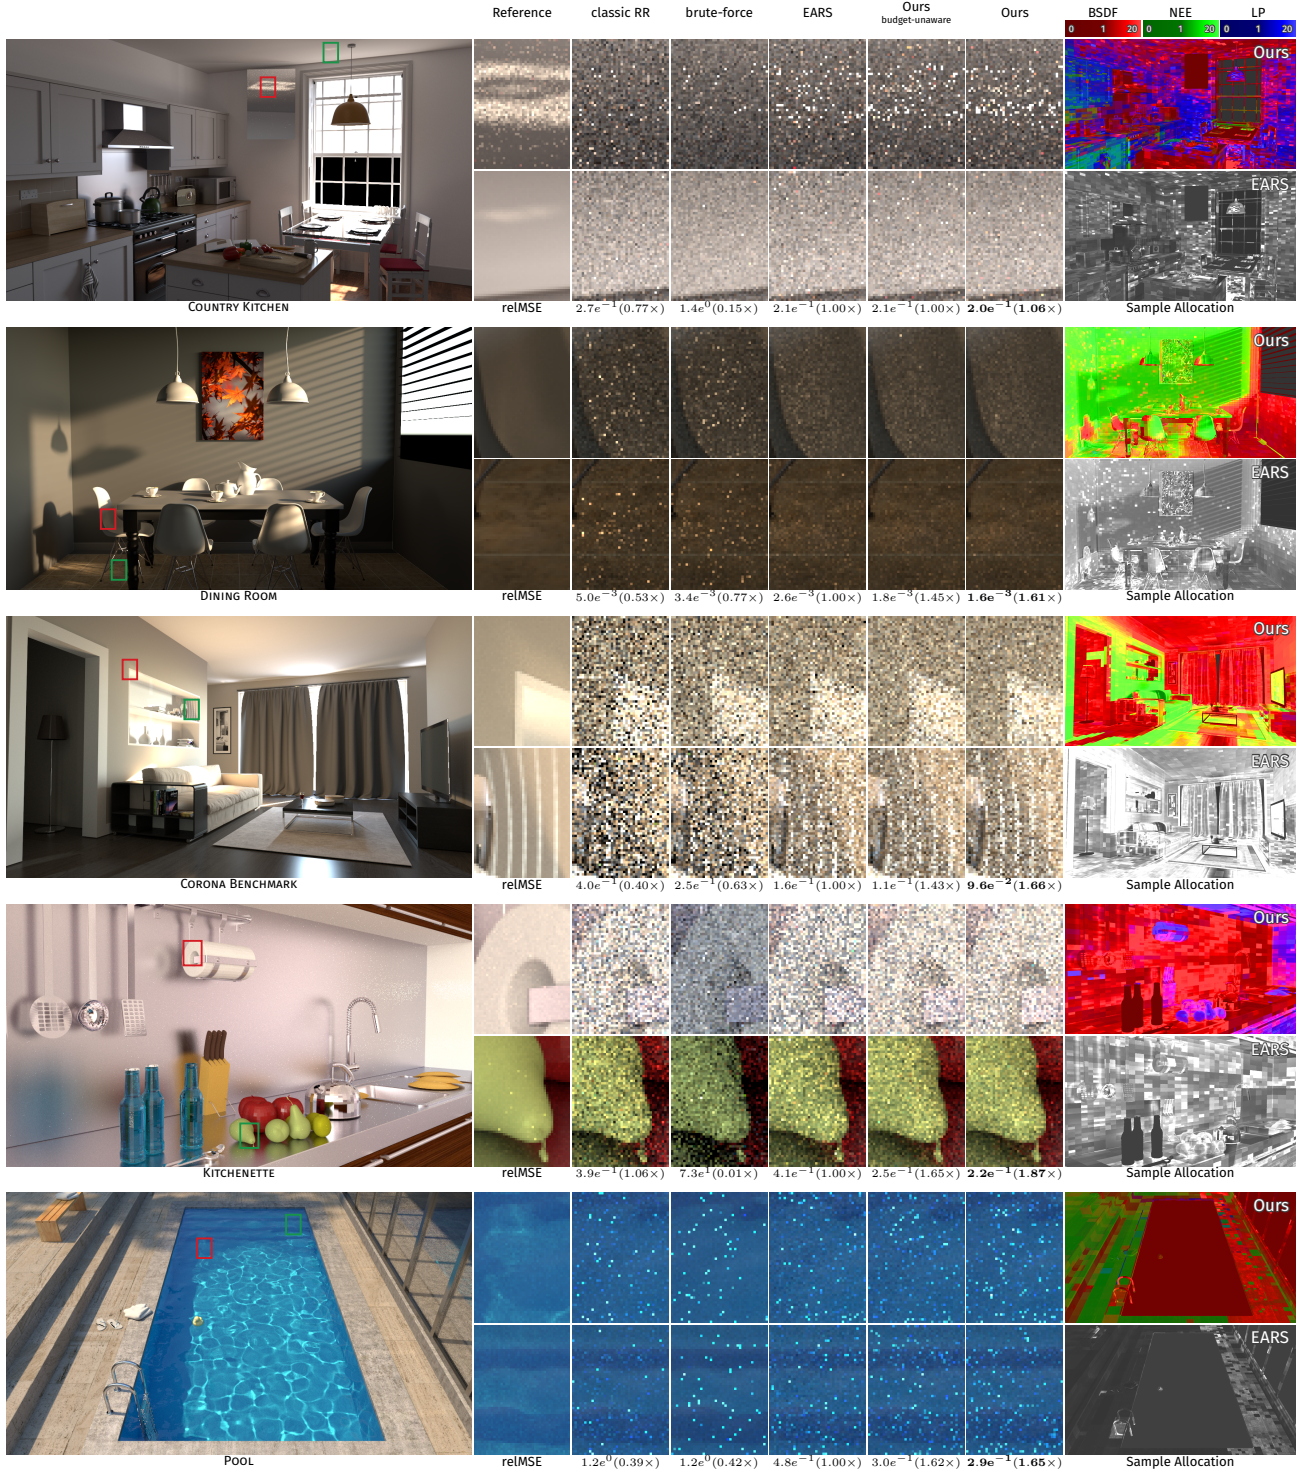 Reference classic RR brute-force EARS Ours budget-unaware Ours BSDF NEE LP
0 1 20 0 1 20 0 1 20
Ours
EARS
COUNTRY KITCHEN relMSE 2.7e⁻¹(0.77×) 1.4e⁰(0.15×) 2.1e⁻¹(1.00×) 2.1e⁻¹(1.00×) 2.0e⁻¹(1.06×) Sample Allocation
Ours
EARS
DINING ROOM relMSE 5.0e⁻³(0.53×) 3.4e⁻³(0.77×) 2.6e⁻³(1.00×) 1.8e⁻³(1.45×) 1.6e⁻³(1.61×) Sample Allocation
Ours
EARS
CORONA BENCHMARK relMSE 4.0e⁻¹(0.40×) 2.5e⁻¹(0.63×) 1.6e⁻¹(1.00×) 1.1e⁻¹(1.43×) 9.6e⁻²(1.66×) Sample Allocation
Ours
EARS
KITCHENETTE relMSE 3.9e⁻¹(1.06×) 7.3e¹(0.01×) 4.1e⁻¹(1.00×) 2.5e⁻¹(1.65×) 2.2e⁻¹(1.87×) Sample Allocation
Ours
EARS
POOL relMSE 1.2e⁰(0.39×) 1.2e⁰(0.42×) 4.8e⁻¹(1.00×) 3.0e⁻¹(1.62×) 2.9e⁻¹(1.65×) Sample Allocation